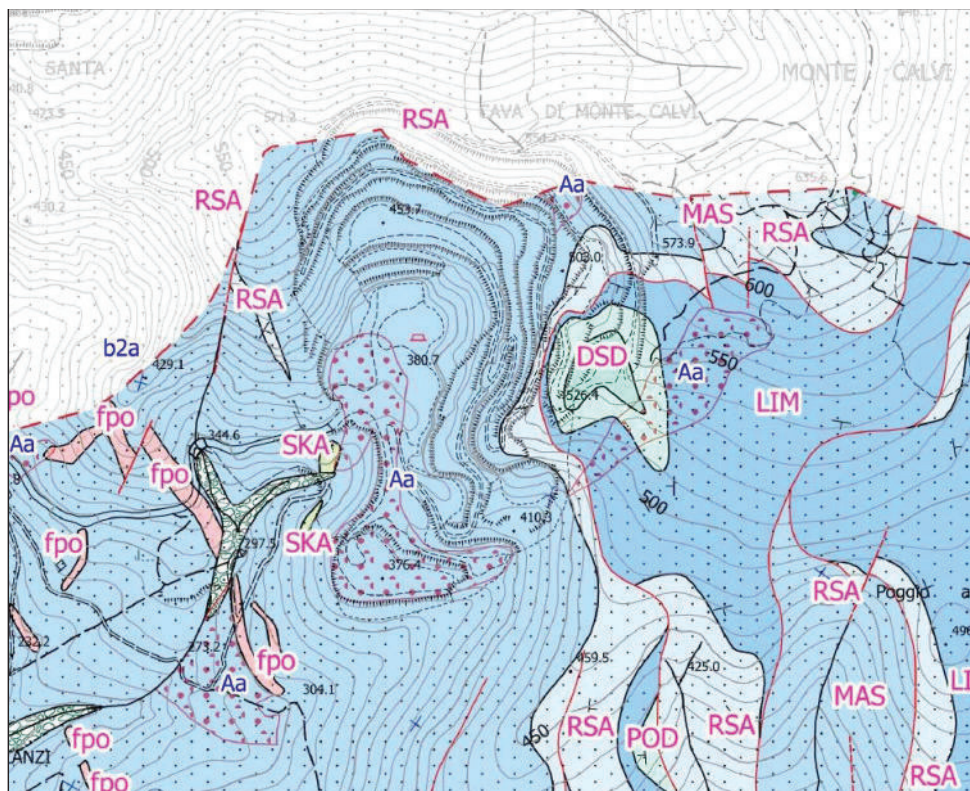 SANTA
MONTE CALVI
CAVA DI MONTE CALVI
423.5
571.2
RSA
450
550
635.6
430.2
RSA
453.7
Aa
MAS
RSA
573.9
503.0
600
RSA
b2a
429.1
380.7
DSD
Aa
550
526.4
LIM
po
fpo
Aa
344.6
SKA
fpo
Aa
500
fpo
297.5
SKA
410.3
376.4
RSA
Poggio
a
232.2
273.2
fpo
Aa
304.1
459.5
425.0
450
RSA
POD
RSA
MAS
LI
fpo
ANZI
fpo
RSA